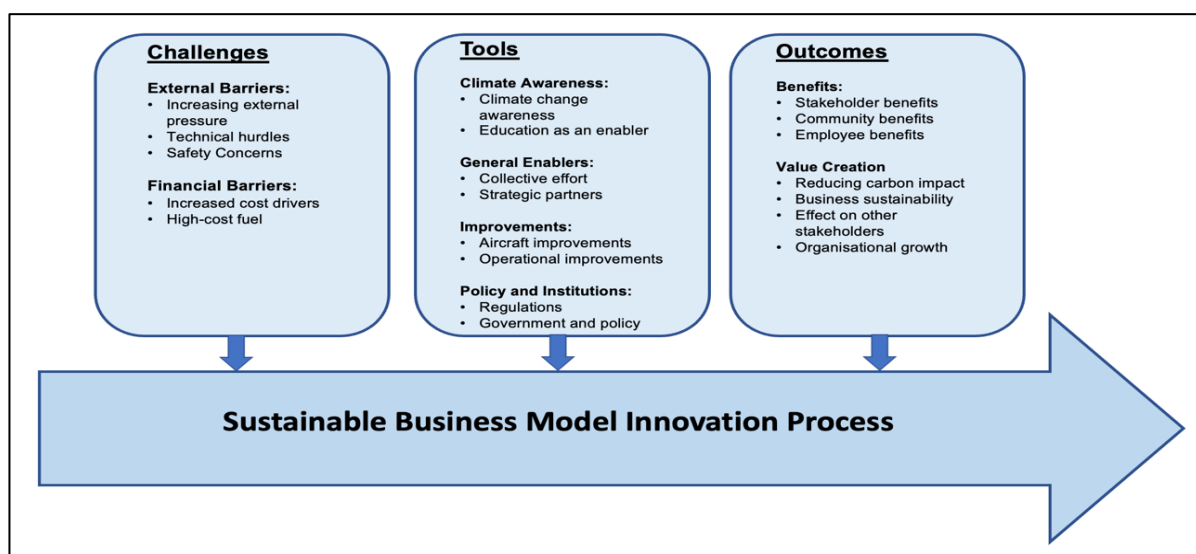 Challenges
External Barriers:
• Increasing external
pressure
• Technical hurdles
• Safety Concerns
Financial Barriers:
• Increased cost drivers
• High-cost fuel
Tools
Climate Awareness:
• Climate change
awareness
• Education as an enabler
General Enablers:
• Collective effort
• Strategic partners
Improvements:
• Aircraft improvements
• Operational improvements
Policy and Institutions:
• Regulations
• Government and policy
Outcomes
Benefits:
• Stakeholder benefits
• Community benefits
• Employee benefits
Value Creation
• Reducing carbon impact
• Business sustainability
• Effect on other
stakeholders
• Organisational growth
Sustainable Business Model Innovation Process